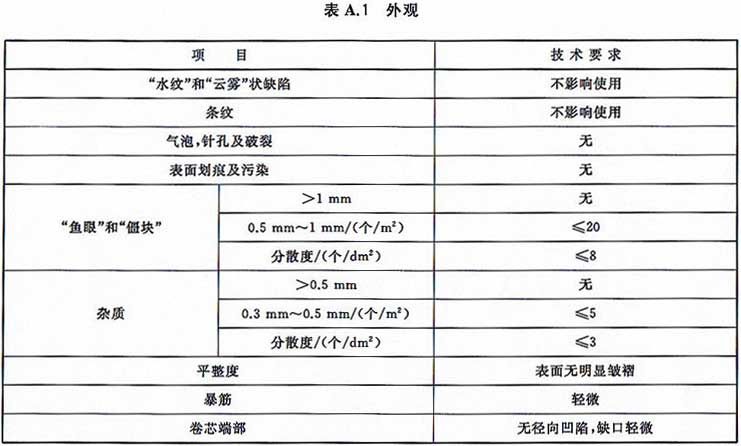 表 A.1 外观
项 目 技术要求
“水纹”和“云雾”状缺陷 不影响使用
条纹 不影响使用
气泡,针孔及破裂 无
表面划痕及污染 无
“鱼眼”和“僵块” >1 mm 无
0.5 mm~1 mm/(个/m²) ≤20
分散度/(个/dm²) ≤8
杂质 >0.5 mm 无
0.3 mm~0.5 mm/(个/m²) ≤5
分散度/(个/dm²) ≤3
平整度 表面无明显皱褶
暴筋 轻微
卷芯端部 无径向凹陷,缺口轻微